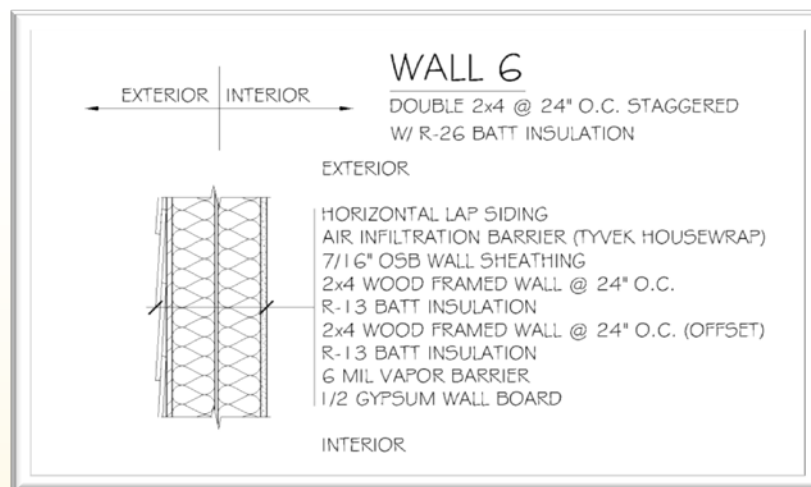 WALL 6
EXTERIOR INTERIOR
DOUBLE 2x4 @ 24" O.C. STAGGERED
W/ R-26 BATT INSULATION
EXTERIOR
HORIZONTAL LAP SIDING
AIR INFILTRATION BARRIER (TYVEK HOUSEWRAP)
7/16" OSB WALL SHEATHING
2x4 WOOD FRAMED WALL @ 24" O.C.
R-13 BATT INSULATION
2x4 WOOD FRAMED WALL @ 24" O.C. (OFFSET)
R-13 BATT INSULATION
6 MIL VAPOR BARRIER
1/2 GYPSUM WALL BOARD
INTERIOR